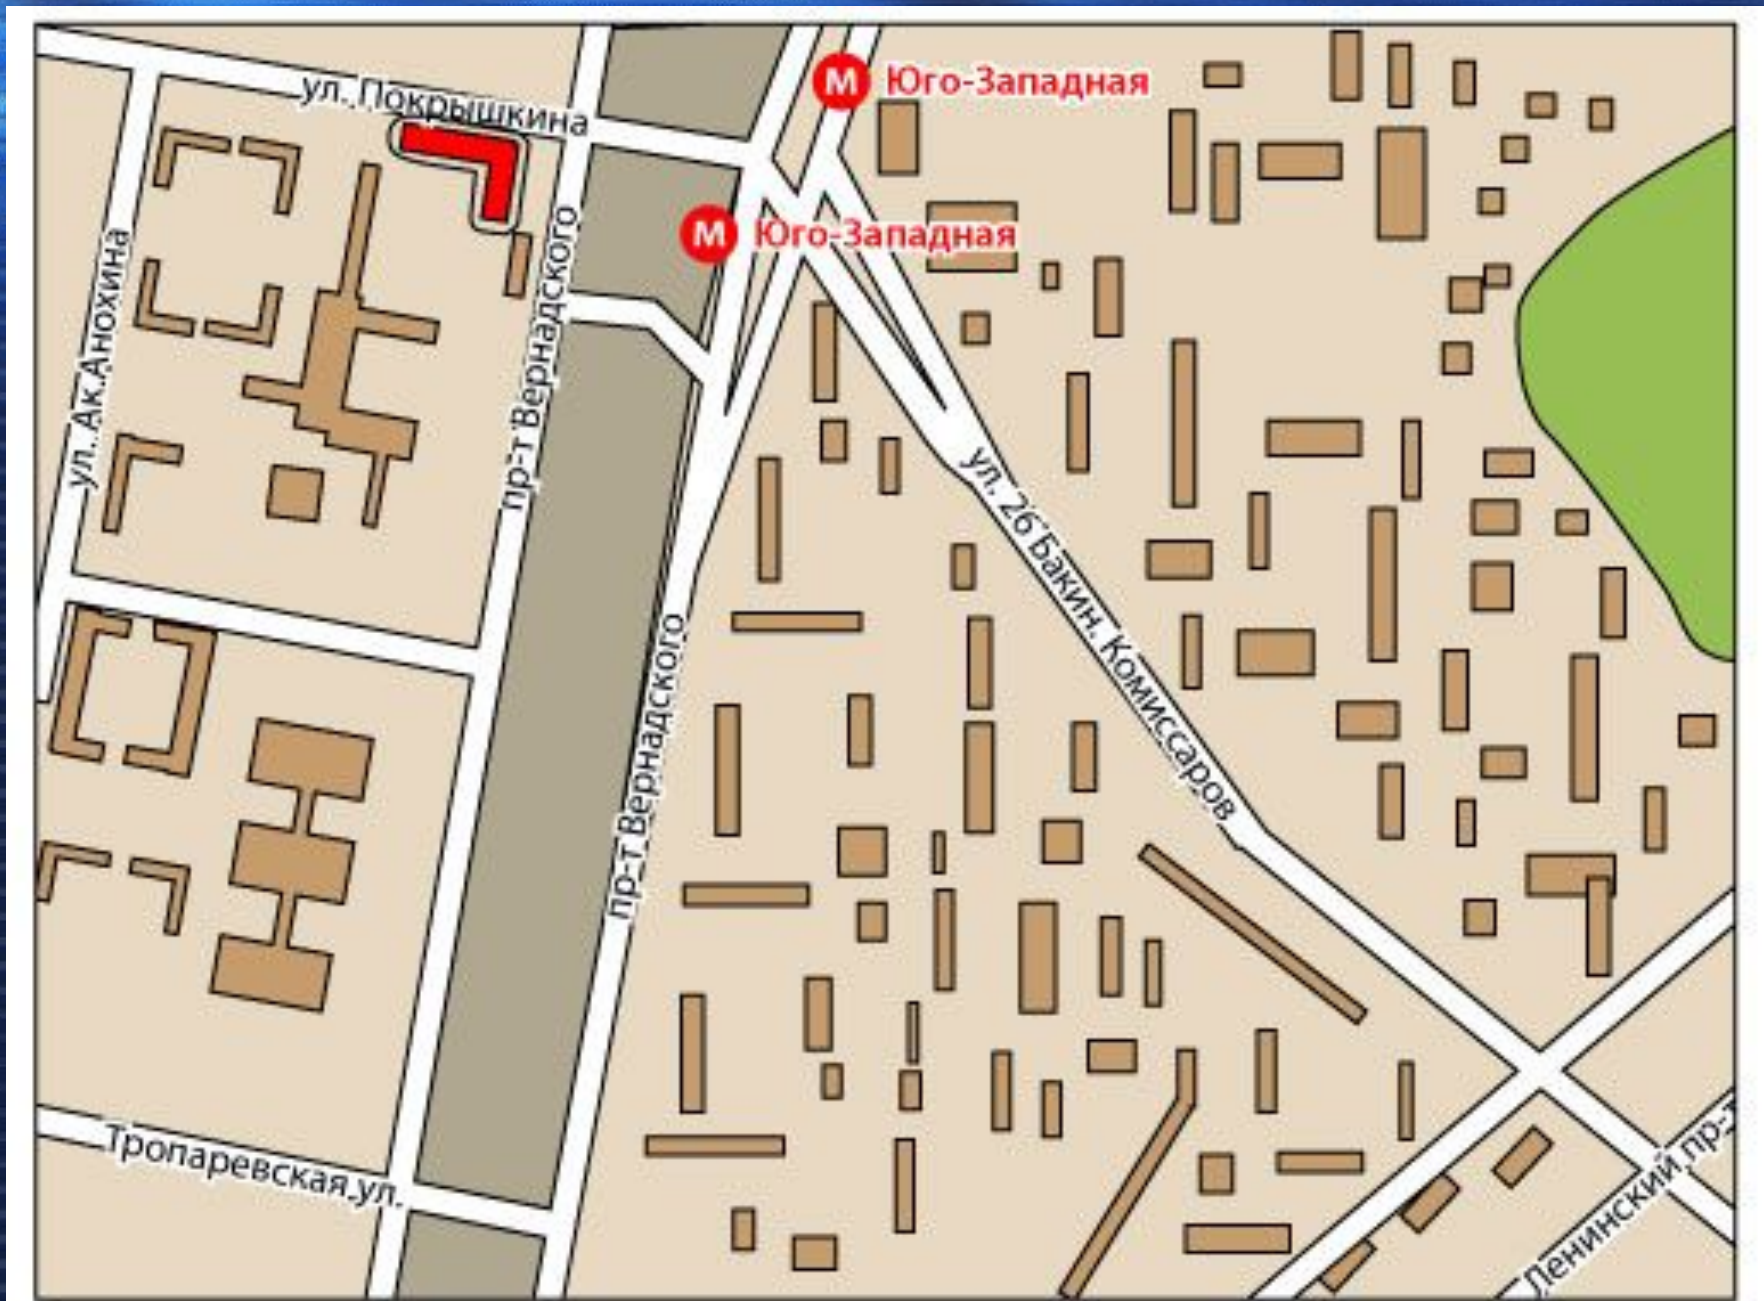 М Юго-Западная
ул. Покрышкина
М Юго-Западная
ул. Ак.Анохина
пр-т Вернадского
ул. 26 Бакин. Комиссаров
пр-т Вернадского
Тропаревская ул.
Ленинский пр-т